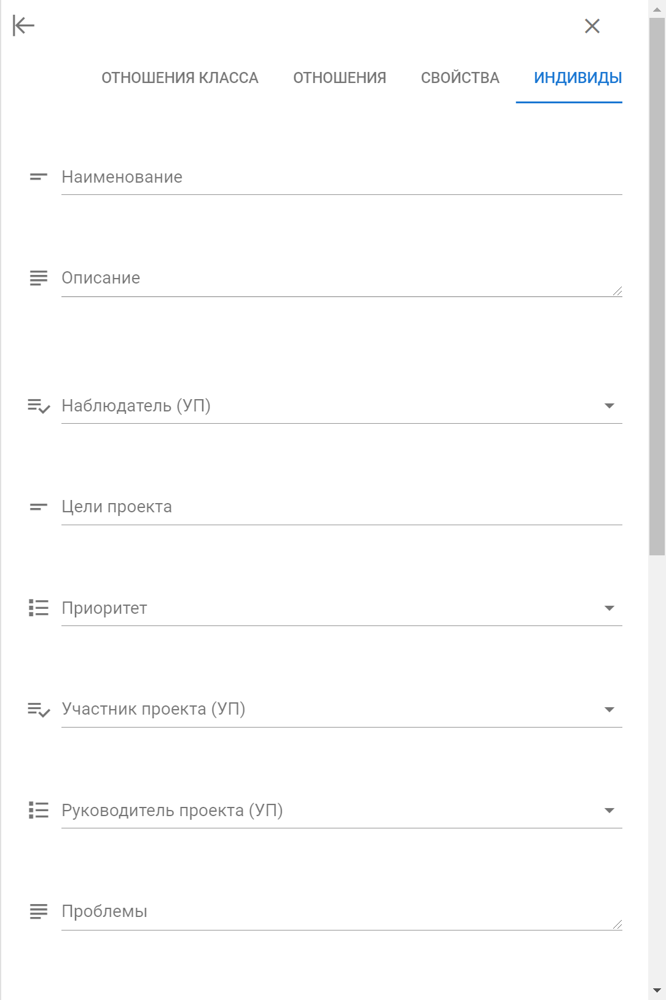 ОТНОШЕНИЯ КЛАССА ОТНОШЕНИЯ СВОЙСТВА ИНДИВИДЫ
Наименование
Описание
Наблюдатель (УП)
Цели проекта
Приоритет
Участник проекта (УП)
Руководитель проекта (УП)
Проблемы